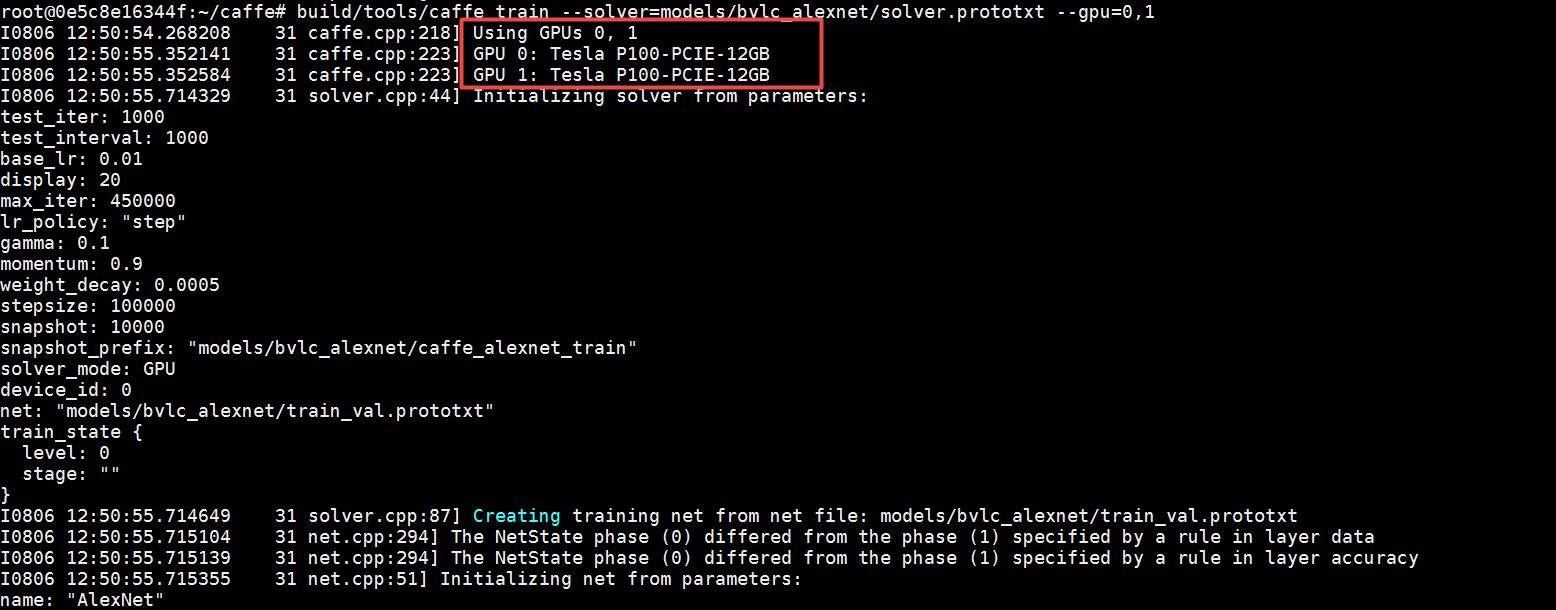 root@0e5c8e16344f:~/caffe# build/tools/caffe train --solver=models/bvlc_alexnet/solver.prototxt --gpu=0,1
I0806 12:50:54.268208    31 caffe.cpp:218] Using GPUs 0, 1
I0806 12:50:55.352141    31 caffe.cpp:223] GPU 0: Tesla P100-PCIE-12GB
I0806 12:50:55.352584    31 caffe.cpp:223] GPU 1: Tesla P100-PCIE-12GB
I0806 12:50:55.714329    31 solver.cpp:44] Initializing solver from parameters:
test_iter: 1000
test_interval: 1000
base_lr: 0.01
display: 20
max_iter: 450000
lr_policy: "step"
gamma: 0.1
momentum: 0.9
weight_decay: 0.0005
stepsize: 100000
snapshot: 10000
snapshot_prefix: "models/bvlc_alexnet/caffe_alexnet_train"
solver_mode: GPU
device_id: 0
net: "models/bvlc_alexnet/train_val.prototxt"
train_state {
  level: 0
  stage: ""
}
I0806 12:50:55.714649    31 solver.cpp:87] Creating training net from net file: models/bvlc_alexnet/train_val.prototxt
I0806 12:50:55.715104    31 net.cpp:294] The NetState phase (0) differed from the phase (1) specified by a rule in layer data
I0806 12:50:55.715139    31 net.cpp:294] The NetState phase (0) differed from the phase (1) specified by a rule in layer accuracy
I0806 12:50:55.715355    31 net.cpp:51] Initializing net from parameters:
name: "AlexNet"